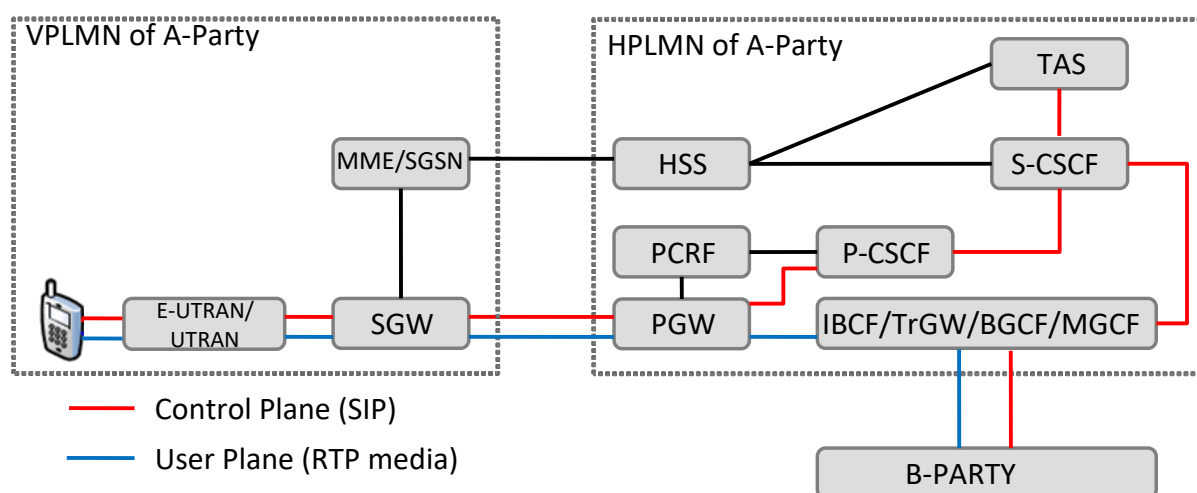 VPLMN of A-Party
HPLMN of A-Party
TAS
MME/SGSN
HSS
S-CSCF
PCRF
P-CSCF
E-UTRAN/
UTRAN
SGW
PGW
IBCF/TrGW/BGCF/MGCF
Control Plane (SIP)
User Plane (RTP media)
B-PARTY